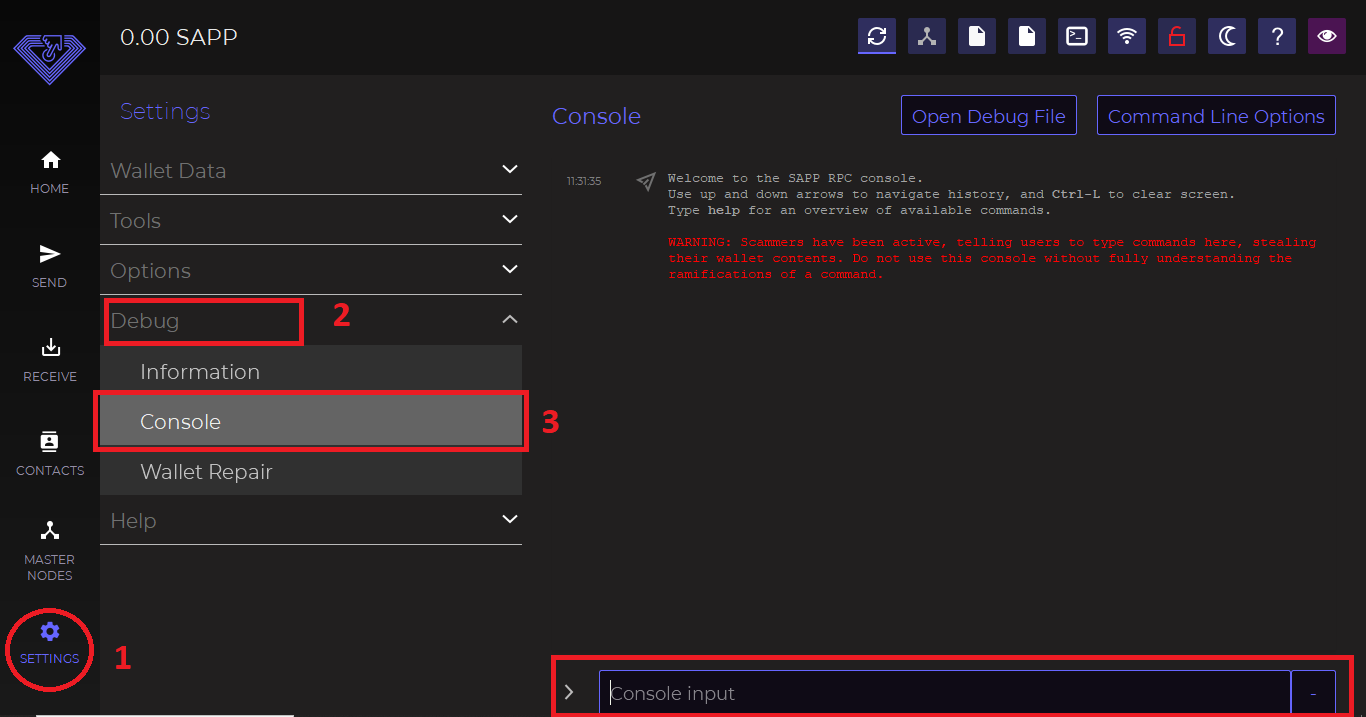 0.00 SAPP
HOME
SEND
RECEIVE
CONTACTS
MASTER
NODES
SETTINGS
1
Settings
Wallet Data
Tools
Options
Debug
2
Information
Console
3
Wallet Repair
Help
Console
Open Debug File
Command Line Options
11:31:35
Welcome to the SAPP RPC console.
Use up and down arrows to navigate history, and Ctrl-L to clear screen.
Type help for an overview of available commands.
WARNING: Scammers have been active, telling users to type commands here, stealing
their wallet contents. Do not use this console without fully understanding the
ramifications of a command.
Console input
-